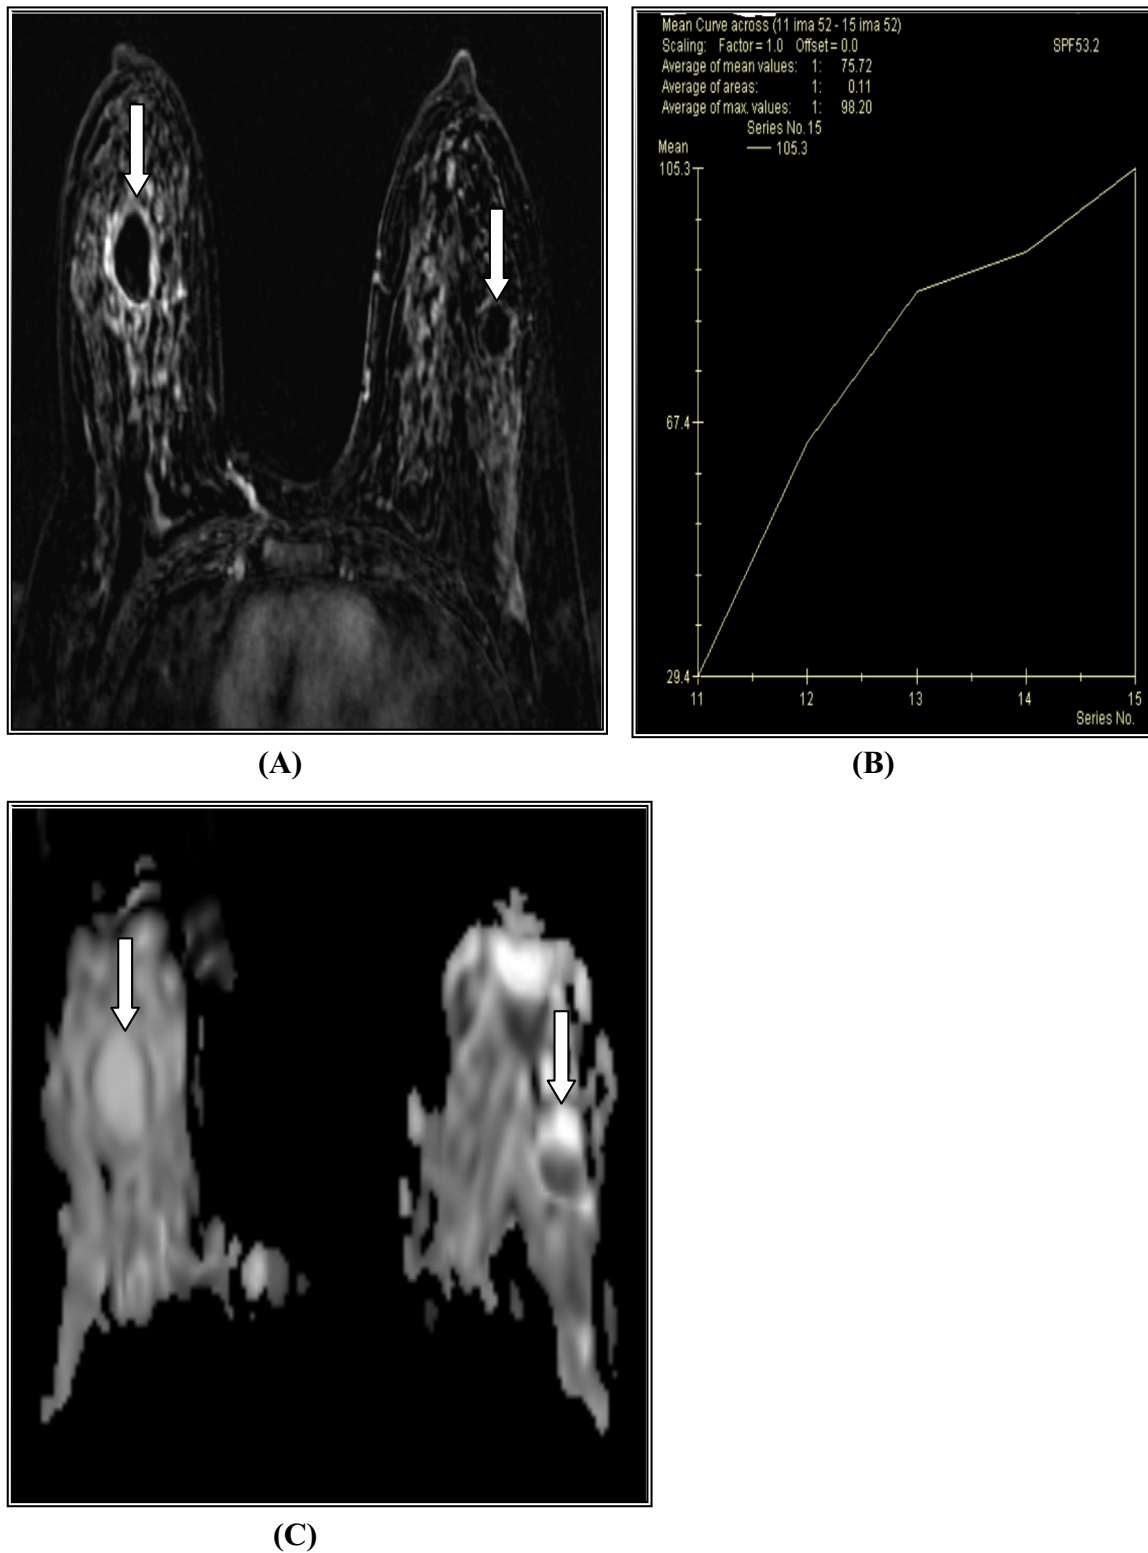 Mean Curve across (11 ima 52 - 15 ima 52)
Scaling: Factor = 1.0 Offset = 0.0 SPF53.2
Average of mean values: 1: 75.72
Average of areas: 1: 0.11
Average of max. values: 1: 98.20
Series No. 15
Mean 105.3
105.3
67.4
29.4
11 12 13 14 15
Series No.
(A)
(B)
(C)